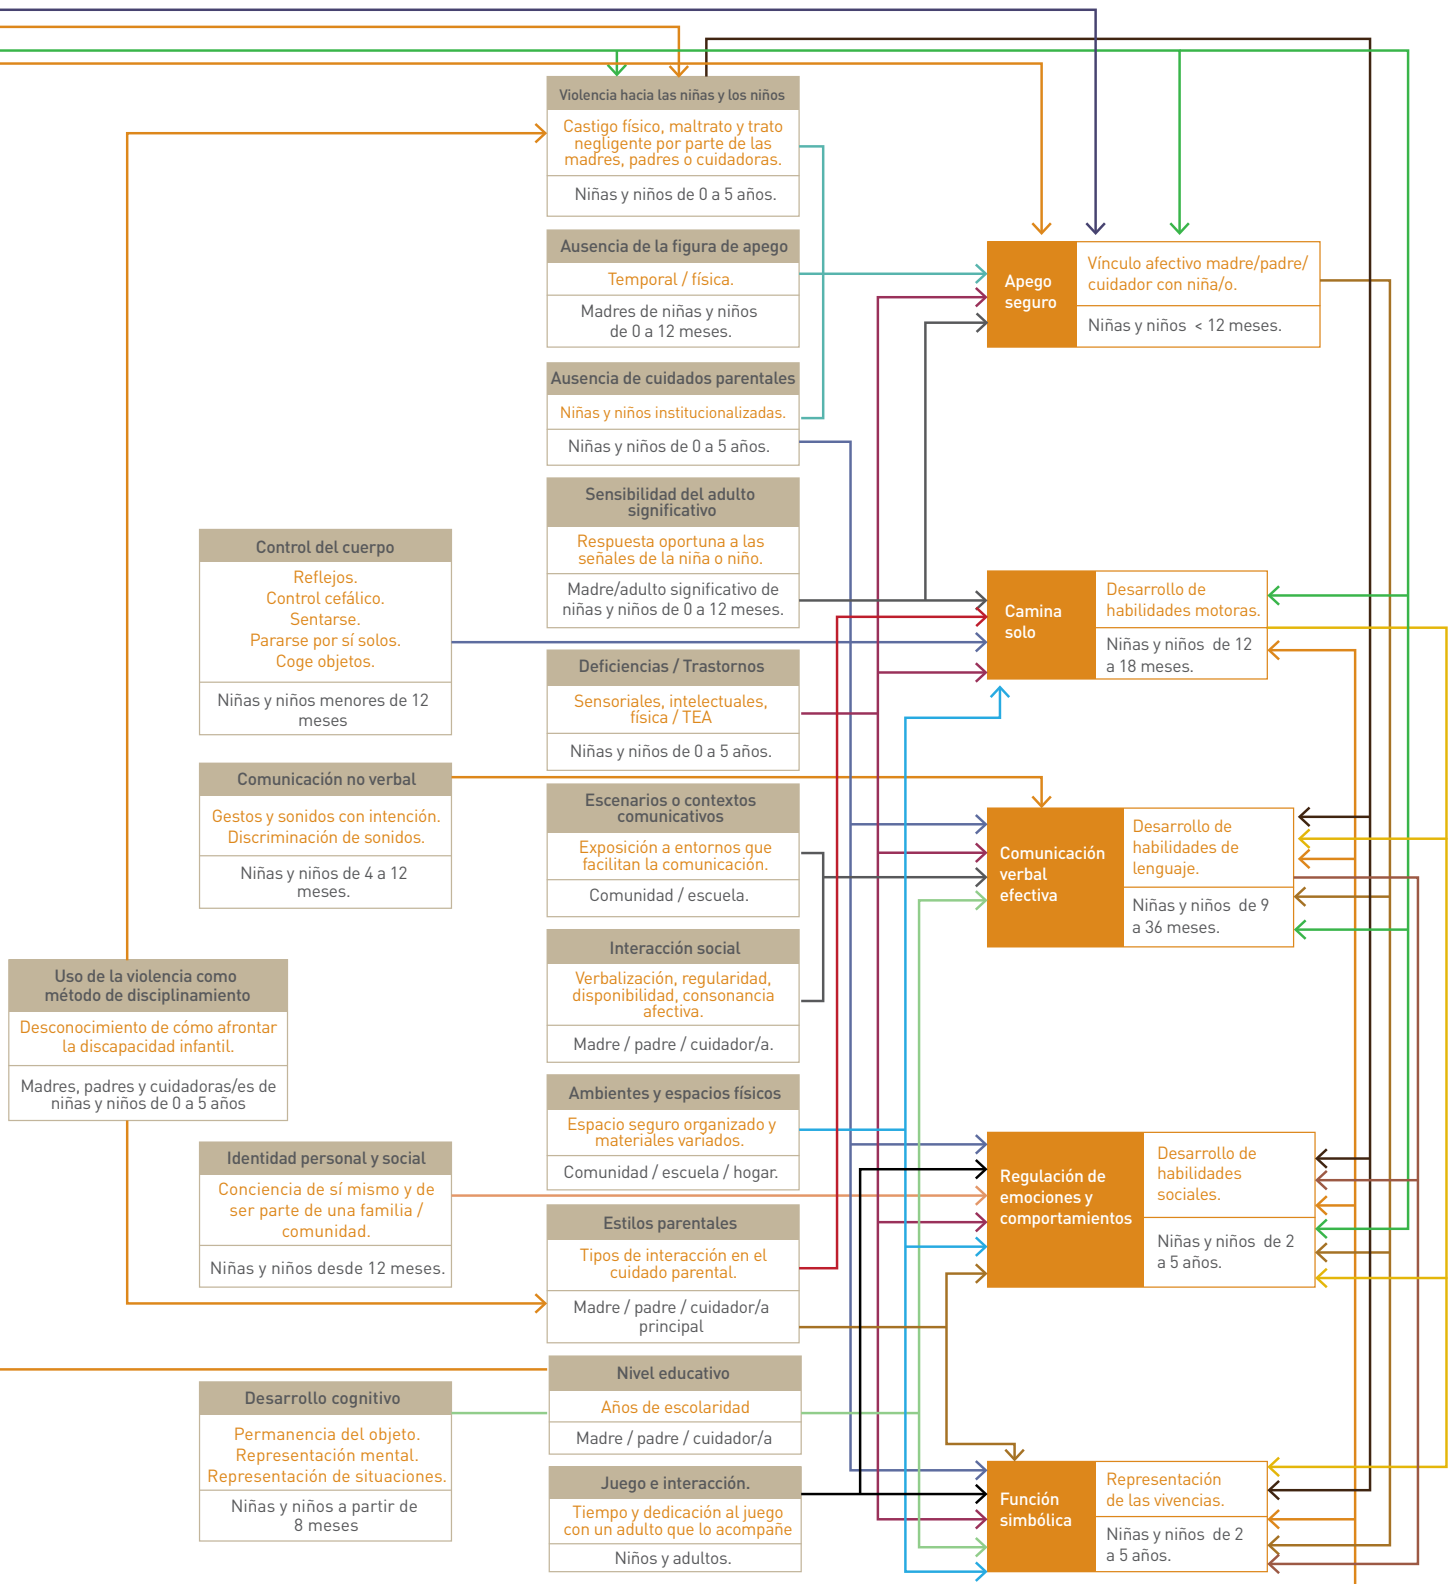 Violencia hacia las niñas y los niños
Castigo físico, maltrato y trato
negligente por parte de las
madres, padres o cuidadoras.
Niñas y niños de 0 a 5 años.
Ausencia de la figura de apego
Temporal / física.
Madres de niñas y niños
de 0 a 12 meses.
Apego
seguro
Vínculo afectivo madre/padre/
cuidador con niña/o.
Niñas y niños < 12 meses.
Ausencia de cuidados parentales
Niñas y niños institucionalizadas.
Niñas y niños de 0 a 5 años.
Sensibilidad del adulto
significativo
Respuesta oportuna a las
señales de la niña o niño.
Madre/adulto significativo de
niñas y niños de 0 a 12 meses.
Control del cuerpo
Reflejos.
Control cefálico.
Sentarse.
Pararse por sí solos.
Coge objetos.
Niñas y niños menores de 12
meses
Camina
solo
Desarrollo de
habilidades motoras.
Niñas y niños de 12
a 18 meses.
Deficiencias / Trastornos
Sensoriales, intelectuales,
física / TEA
Niñas y niños de 0 a 5 años.
Comunicación no verbal
Gestos y sonidos con intención.
Discriminación de sonidos.
Niñas y niños de 4 a 12
meses.
Escenarios o contextos
comunicativos
Exposición a entornos que
facilitan la comunicación.
Comunidad / escuela.
Comunicación
verbal
efectiva
Desarrollo de
habilidades de
lenguaje.
Niñas y niños de 9
a 36 meses.
Interacción social
Verbalización, regularidad,
disponibilidad, consonancia
afectiva.
Madre / padre / cuidador/a.
Uso de la violencia como
método de disciplinamiento
Desconocimiento de cómo afrontar
la discapacidad infantil.
Madres, padres y cuidadoras/es de
niñas y niños de 0 a 5 años
Ambientes y espacios físicos
Espacio seguro organizado y
materiales variados.
Comunidad / escuela / hogar.
Identidad personal y social
Conciencia de sí mismo y de
ser parte de una familia /
comunidad.
Niñas y niños desde 12 meses.
Regulación de
emociones y
comportamientos
Desarrollo de
habilidades
sociales.
Niñas y niños de 2
a 5 años.
Estilos parentales
Tipos de interacción en el
cuidado parental.
Madre / padre / cuidador/a
principal
Nivel educativo
Años de escolaridad
Madre / padre / cuidador/a
Desarrollo cognitivo
Permanencia del objeto.
Representación mental.
Representación de situaciones.
Niñas y niños a partir de
8 meses
Juego e interacción.
Tiempo y dedicación al juego
con un adulto que lo acompañe
Niños y adultos.
Función
simbólica
Representación
de las vivencias.
Niñas y niños de 2
a 5 años.